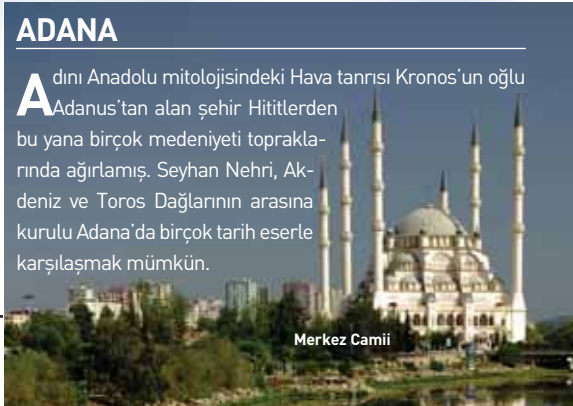 ADANA
Adını Anadolu mitolojisindeki Hava tanrısı Kronos'un oğlu
Adanus'tan alan şehir Hititlerden
bu yana birçok medeniyeti toprakla-
rında ağırlamış. Seyhan Nehri, Ak-
deniz ve Toros Dağlarının arasına
kurulu Adana'da birçok tarih eserle
karşılaşmak mümkün.
Merkez Camii